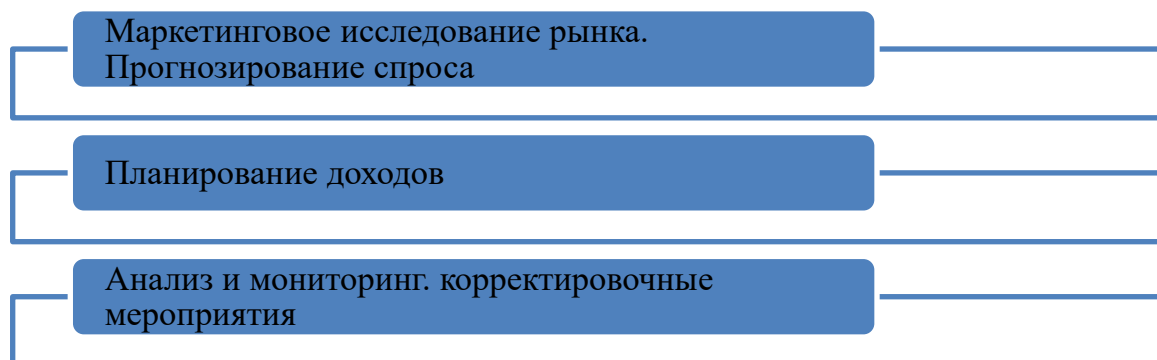 Маркетинговое исследование рынка.
Прогнозирование спроса
Планирование доходов
Анализ и мониторинг. корректировочные
мероприятия